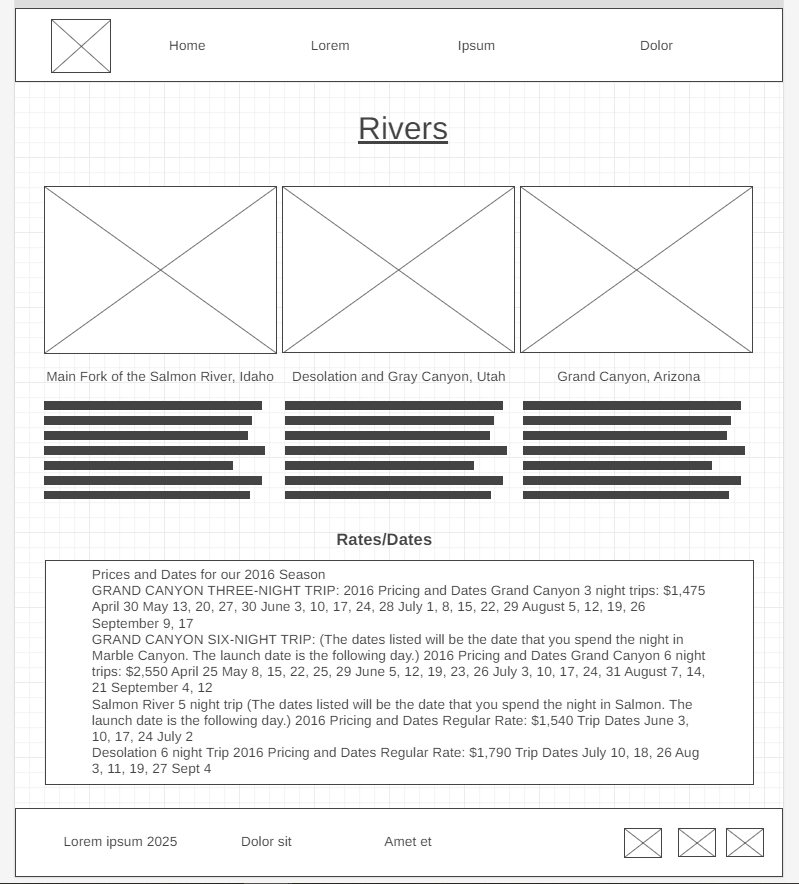 Home Lorem Ipsum Dolor
Rivers
Main Fork of the Salmon River, Idaho
Desolation and Gray Canyon, Utah
Grand Canyon, Arizona
Rates/Dates
Prices and Dates for our 2016 Season
GRAND CANYON THREE-NIGHT TRIP: 2016 Pricing and Dates Grand Canyon 3 night trips: $1,475
April 30 May 13, 20, 27, 30 June 3, 10, 17, 24, 28 July 1, 8, 15, 22, 29 August 5, 12, 19, 26
September 9, 17
GRAND CANYON SIX-NIGHT TRIP: (The dates listed will be the date that you spend the night in
Marble Canyon. The launch date is the following day.) 2016 Pricing and Dates Grand Canyon 6 night
trips: $2,550 April 25 May 8, 15, 22, 25, 29 June 5, 12, 19, 23, 26 July 3, 10, 17, 24, 31 August 7, 14,
21 September 4, 12
Salmon River 5 night trip (The dates listed will be the date that you spend the night in Salmon. The
launch date is the following day.) 2016 Pricing and Dates Regular Rate: $1,540 Trip Dates June 3,
10, 17, 24 July 2
Desolation 6 night Trip 2016 Pricing and Dates Regular Rate: $1,790 Trip Dates July 10, 18, 26 Aug
3, 11, 19, 27 Sept 4
Lorem ipsum 2025 Dolor sit Amet et